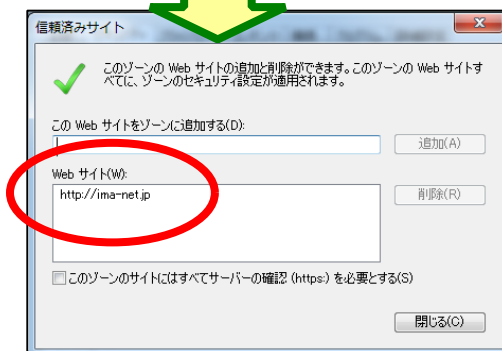 信頼済みサイト
このゾーンの Web サイトの追加と削除ができます。このゾーンの Web サイトす
べてに、ゾーンのセキュリティ設定が適用されます。
この Web サイトをゾーンに追加する(D):
追加(A)
Web サイト(W):
http://ima-net.jp
削除(R)
このゾーンのサイトにはすべてサーバーの確認 (https:) を必要とする(S)
閉じる(C)